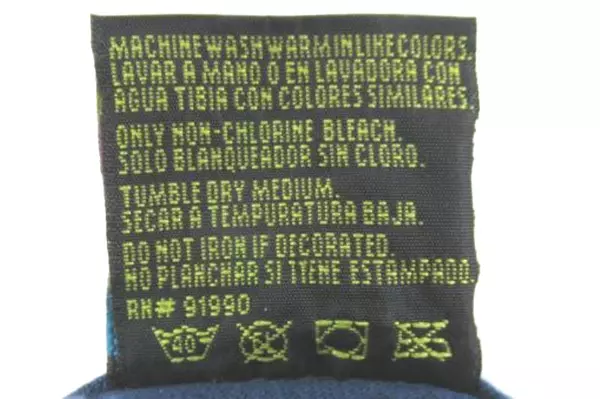 MACHINE WASH WARM IN LIKE COLORS.
LAVAR A MANO O EN LAVADORA CON
AGUA TIBIA CON COLORES SIMILARES.
ONLY NON-CHLORINE BLEACH.
SOLO BLANQUEADOR SIN CLORO.
TUMBLE DRY MEDIUM.
SECAR A TEMPURATURA BAJA.
DO NOT IRON IF DECORATED.
NO PLANCHAR SI TIENE ESTAMPADO.
RN# 91990
40